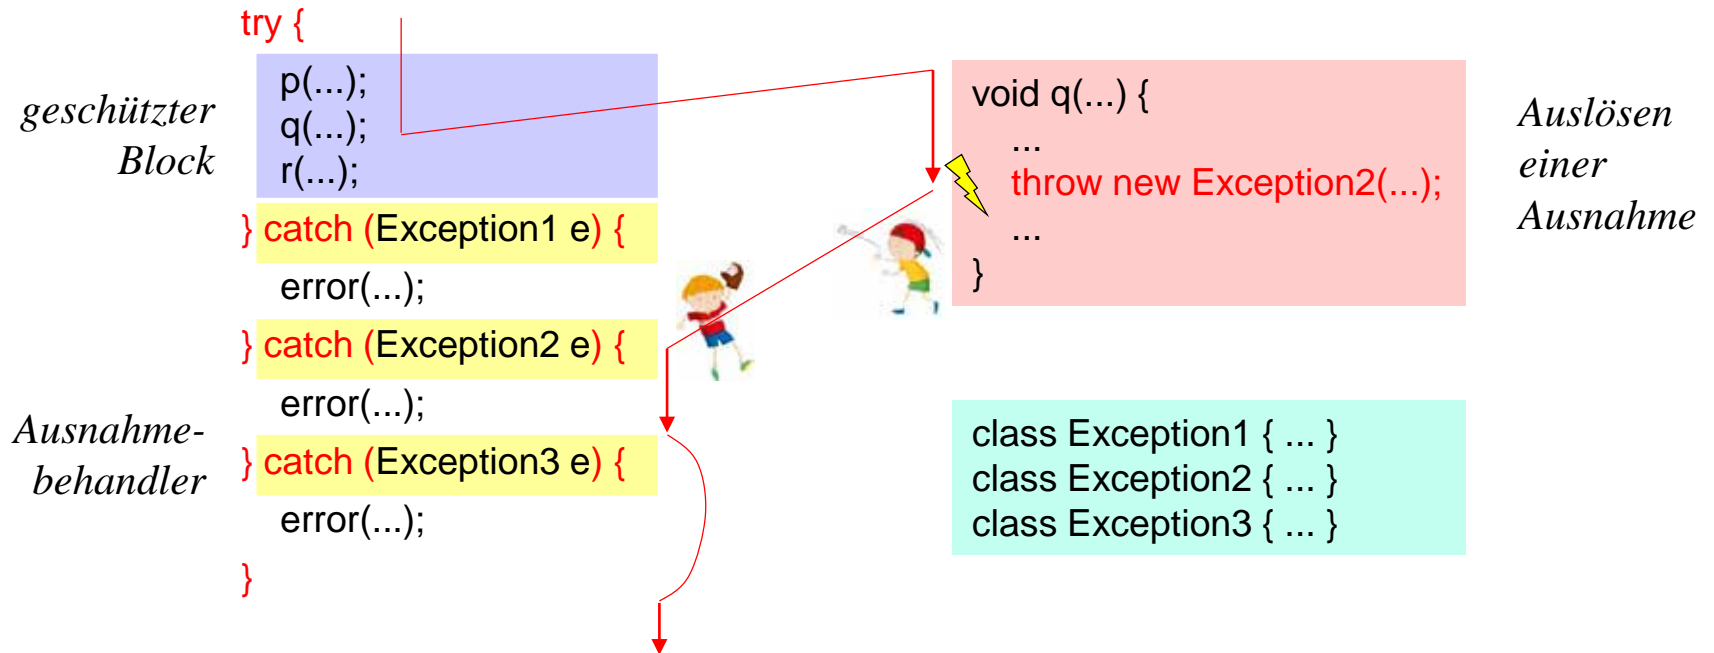 try {
geschützter
Block
p(...);
q(...);
r(...);
} catch (Exception1 e) {
error(...);
} catch (Exception2 e) {
error(...);
Ausnahme-
behandler
} catch (Exception3 e) {
error(...);
}
void q(...) {
...
throw new Exception2(...);
...
}
Auslösen
einer
Ausnahme
class Exception1 { ... }
class Exception2 { ... }
class Exception3 { ... }